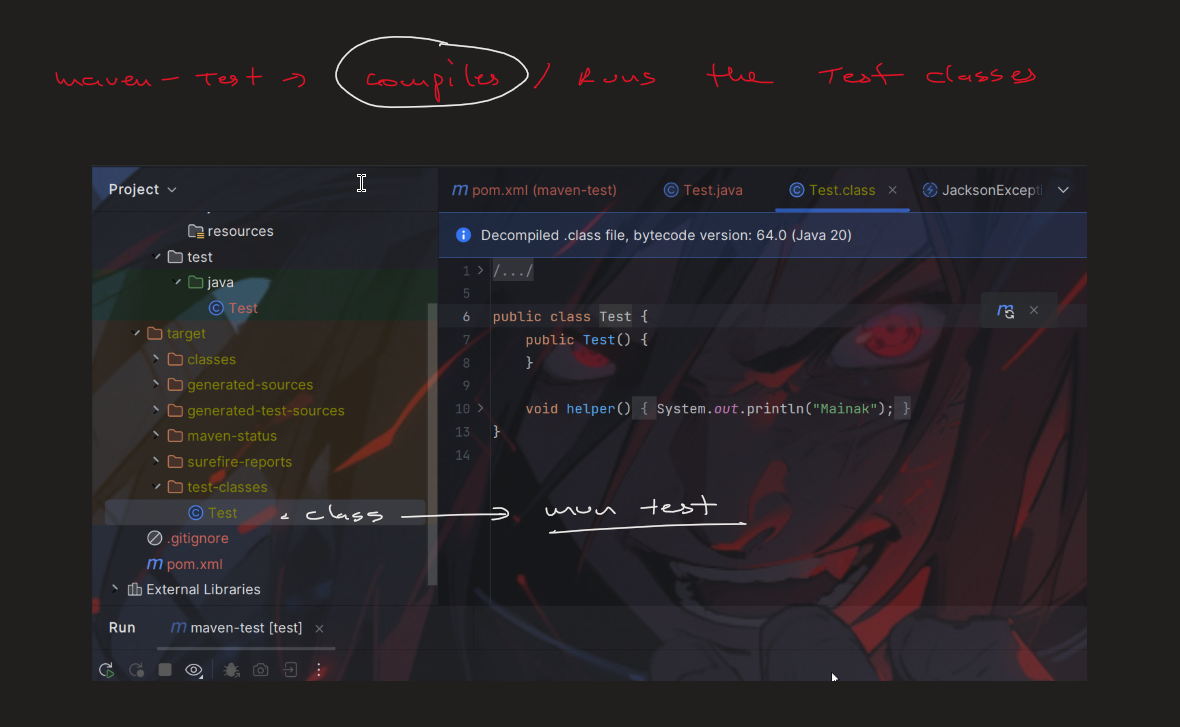 maven - Test → compiles / Runs the Test classes
Project
pom.xml (maven-test) Test.java Test.class JacksonExcepti
resources
Decompiled .class file, bytecode version: 64.0 (Java 20)
test
1 /.../
java
5
Test
6 public class Test {
target
7 public Test() {
classes
8 }
generated-sources
9
generated-test-sources
10 void helper() { System.out.println("Mainak"); }
maven-status
13 }
surefire-reports
14
test-classes
Test . class → mvn test
.gitignore
pom.xml
External Libraries
Run maven-test [test]